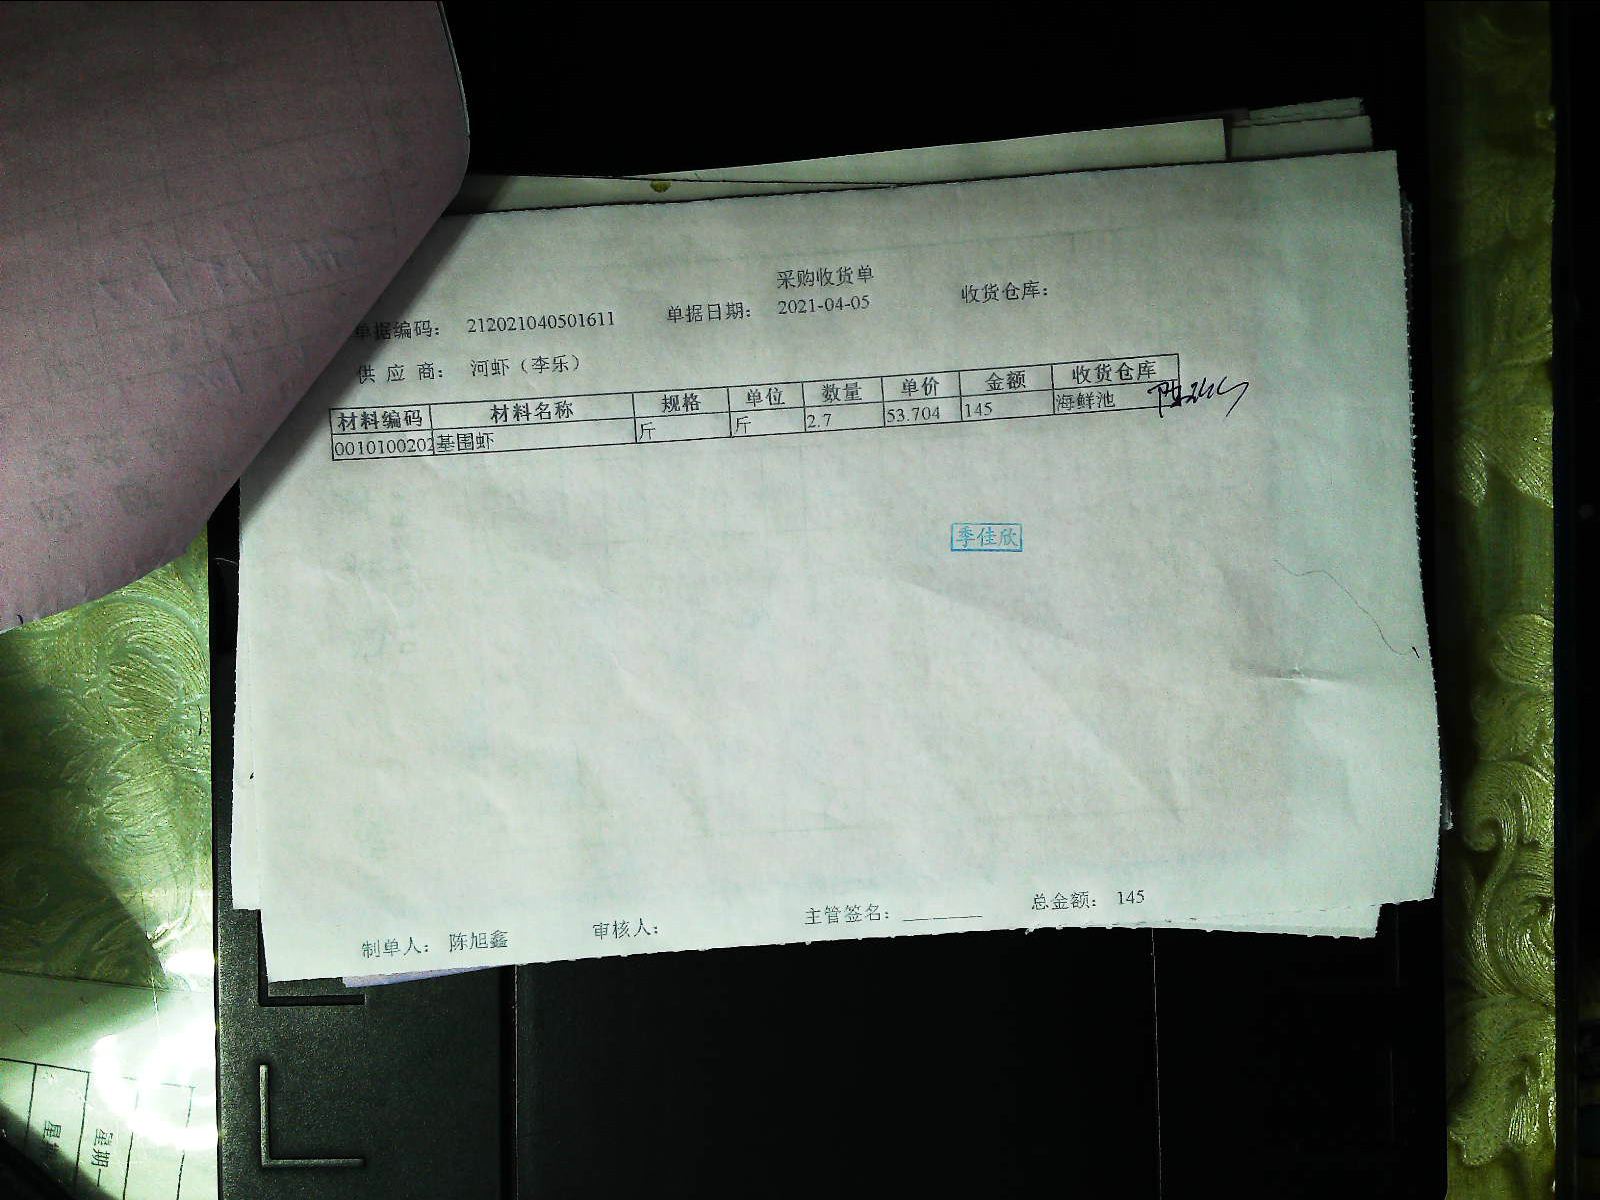 采购收货单
单据编码: 212021040501611 单据日期: 2021-04-05 收货仓库:
供 应 商: 河虾（李乐）
材料编码 材料名称 规格 单位 数量 单价 金额 收货仓库
0010100202 基围虾 斤 斤 2.7 53.704 145 海鲜池
季佳欣
制单人: 陈旭鑫 审核人: 主管签名: 总金额: 145
星期一